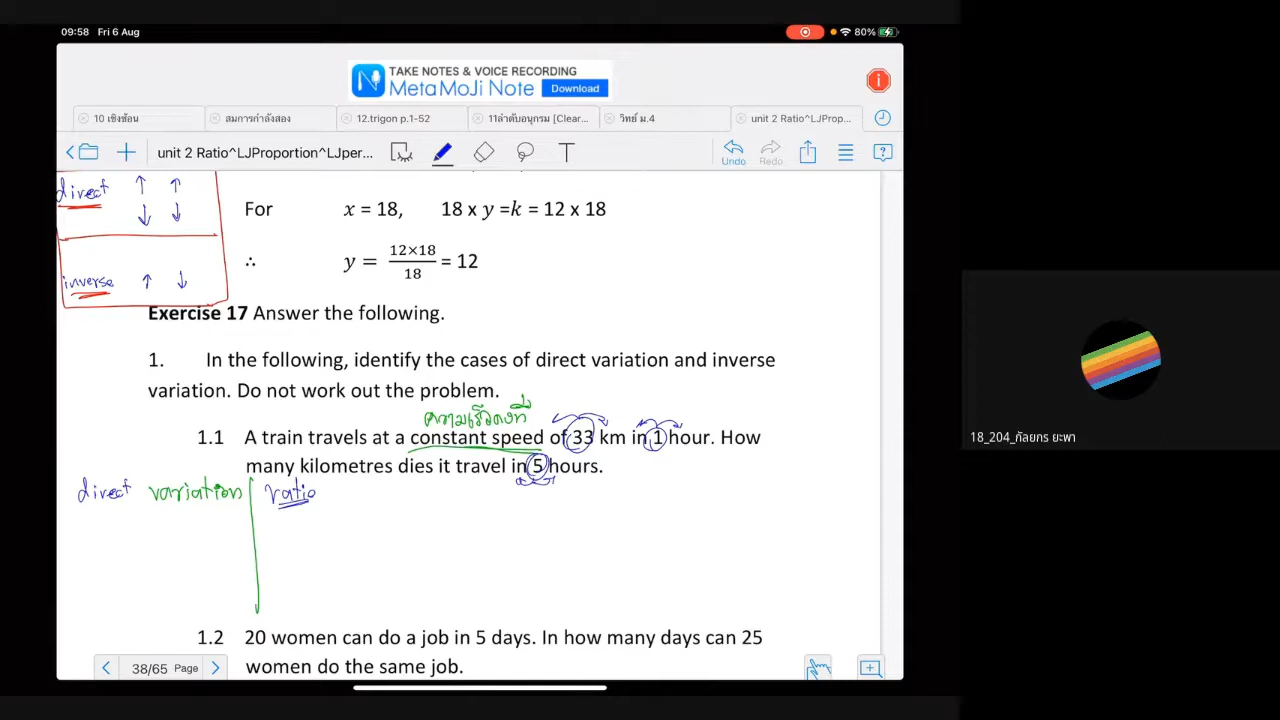 09:58 Fri 6 Aug 80%
TAKE NOTES & VOICE RECORDING
MetaMoJi Note Download
10 เชิงซ้อน สมการกำลังสอง 12.trigon p.1-52 11ลำดับอนุกรม [Clear... วิทย์ ม.4 unit 2 Ratio^LJProp...
unit 2 Ratio^LJProportion^LJper... T Undo Redo
direct ↑ ↑
↓ ↓
For x = 18, 18 x y =k = 12 x 18
∴ y = 12×18/18 = 12
inverse ↑ ↓
Exercise 17 Answer the following.
1. In the following, identify the cases of direct variation and inverse
variation. Do not work out the problem.
ความเร็วคงที่
1.1 A train travels at a constant speed of 33 km in 1 hour. How
many kilometres dies it travel in 5 hours.
direct variation ratio
1.2 20 women can do a job in 5 days. In how many days can 25
women do the same job.
38/65 Page
18_204_กัลยกร ยะพา